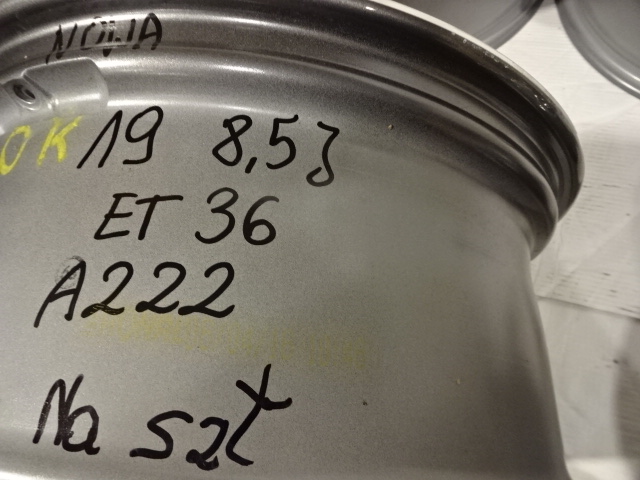 NOWA
OK 19 8,5J
ET 36
A222
Na szt